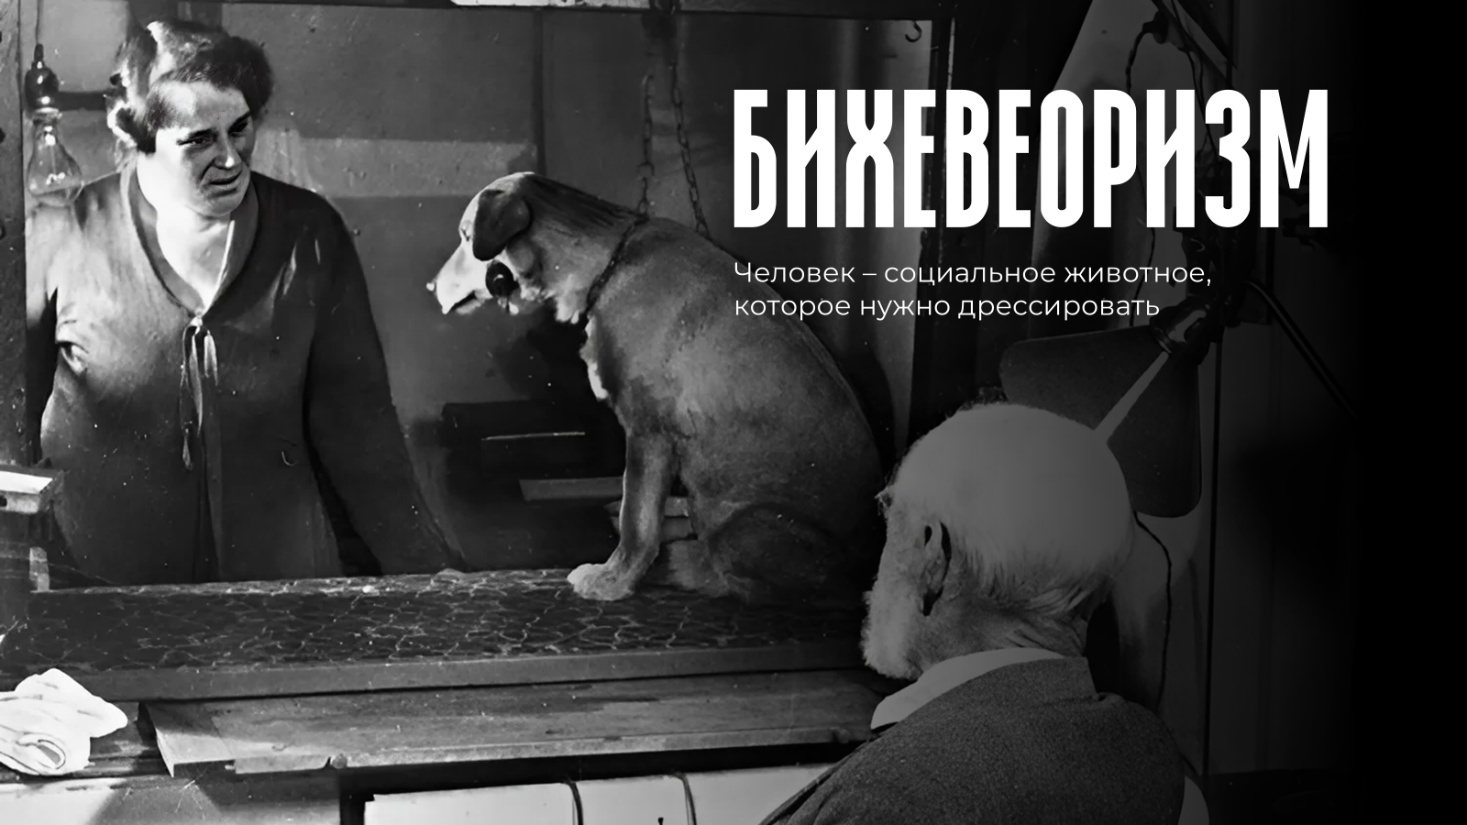 БИХЕВЕОРИЗМ
Человек – социальное животное,
которое нужно дрессировать